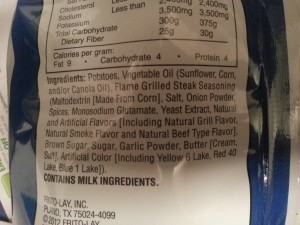 Cholesterol Less than 2,400mg 2,400mg
Sodium 3,500mg 3,500mg
Potassium 300g 375g
Total Carbohydrate 25g 30g
Dietary Fiber
Calories per gram:
Fat 9 • Carbohydrate 4 • Protein 4
Ingredients: Potatoes, Vegetable Oil (Sunflower, Corn,
and/or Canola Oil), Flame Grilled Steak Seasoning
(Maltodextrin [Made From Corn], Salt, Onion Powder,
Spices, Monosodium Glutamate, Yeast Extract, Natural
and Artificial Flavors [Including Natural Grill Flavor,
Natural Smoke Flavor and Natural Beef Type Flavor],
Brown Sugar, Sugar, Garlic Powder, Butter [Cream,
Salt], Artificial Color [Including Yellow 6 Lake, Red 40
Lake, Blue 1 Lake]).
CONTAINS MILK INGREDIENTS.
FRITO-LAY, INC.
PLANO, TX 75024-4099
©2012 FRITO-LAY